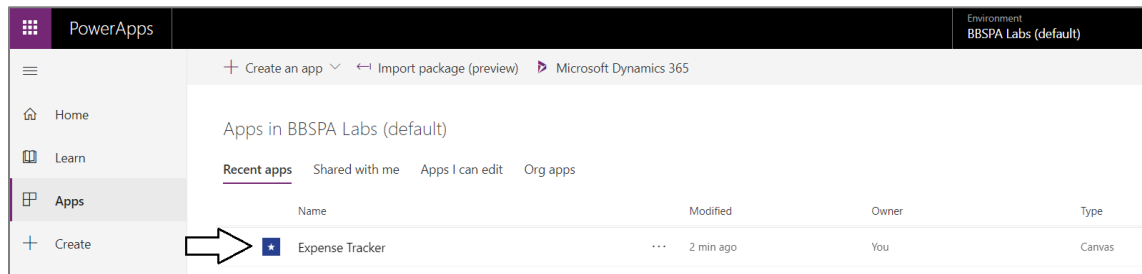 PowerApps
Environment
BBSPA Labs (default)
Create an app
Import package (preview)
Microsoft Dynamics 365
Home
Learn
Apps
Create
Apps in BBSPA Labs (default)
Recent apps Shared with me Apps I can edit Org apps
Name Modified Owner Type
Expense Tracker ... 2 min ago You Canvas